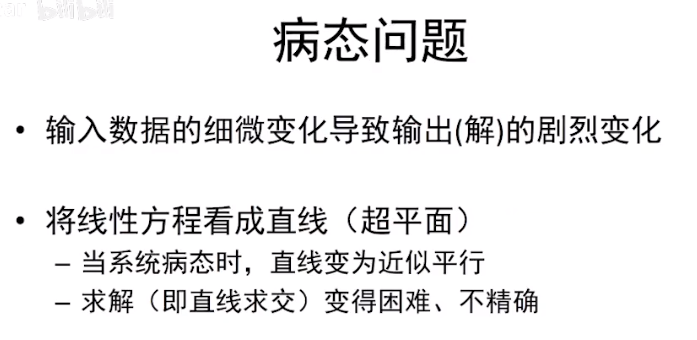 病态问题
• 输入数据的细微变化导致输出(解)的剧烈变化
• 将线性方程看成直线（超平面）
– 当系统病态时，直线变为近似平行
– 求解（即直线求交）变得困难、不精确